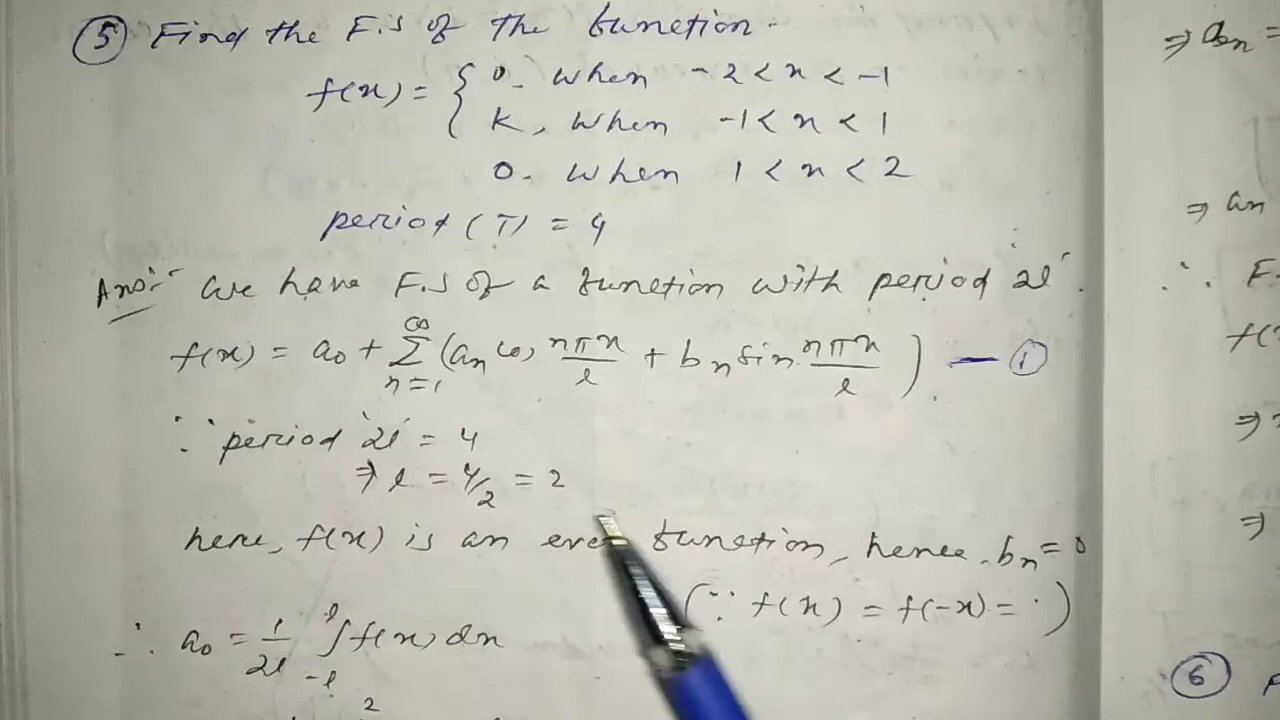 (5) Find the F.S of the function.
f(x) = { 0. when -2 < x < -1
k, when -1 < x < 1
0. when 1 < x < 2
period (T) = 4
Ans:- We have F.S of a function with period 2l.
f(x) = a₀ + ∞Σn=1 (aₙ cos nπx/l + bₙ sin nπx/l) — (1)
∵ period 2l = 4
⇒ l = 4/2 = 2
here, f(x) is an even function, hence bₙ = 0
(∵ f(x) = f(-x) = ·)
∴ a₀ = 1/2l ∫₋ₗˡ f(x) dx
2
⇒ aₙ =
⇒ aₙ
∴ F.
f(
⇒
⇒
(6) F